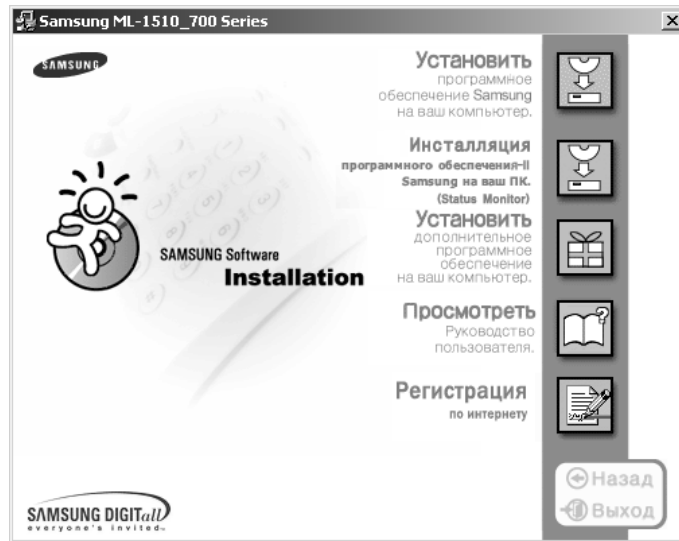 Samsung ML-1510_700 Series
SAMSUNG
Установить
программное
обеспечение Samsung
на ваш компьютер.
Инсталляция
программного обеспечения-II
Samsung на ваш ПК.
(Status Monitor)
Установить
дополнительное
программное
обеспечение
на ваш компьютер.
SAMSUNG Software
Installation
Просмотреть
Руководство
пользователя.
Регистрация
по интернету
Назад
Выход
SAMSUNG DIGITall
everyone's invited™